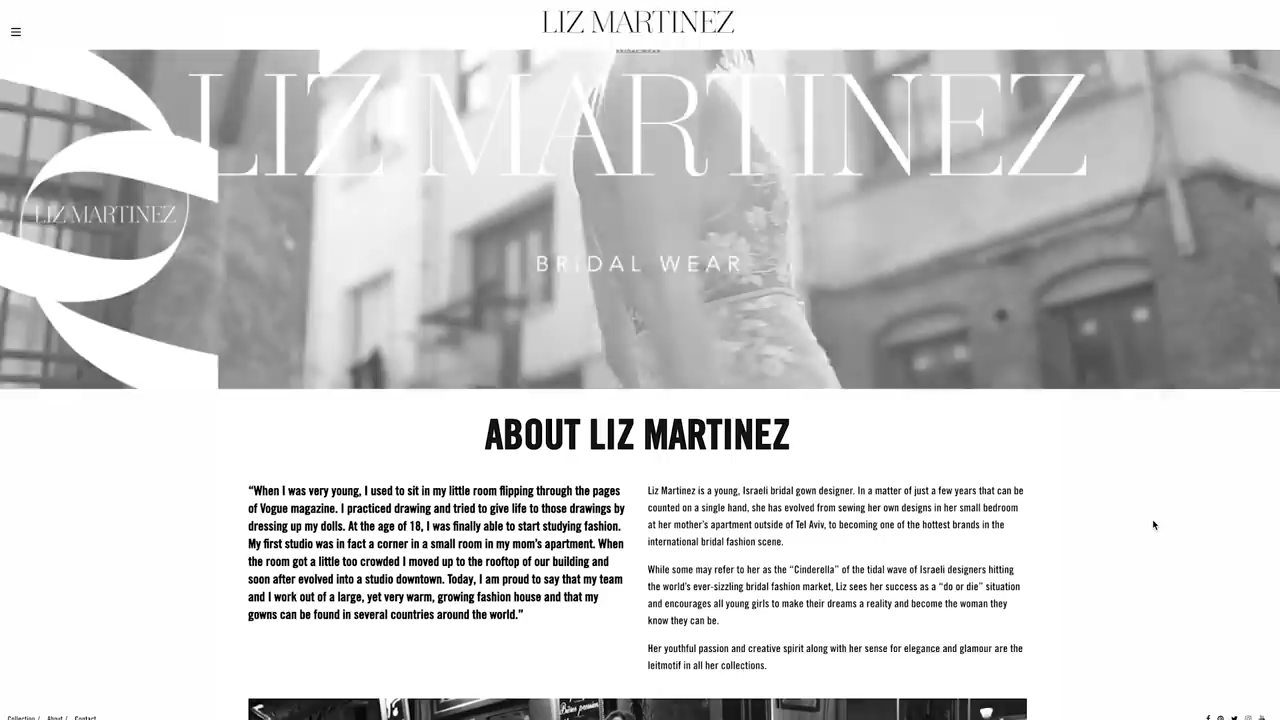 LIZ MARTINEZ
LIZ MARTINEZ
LIZ MARTINEZ
BRIDAL WEAR
ABOUT LIZ MARTINEZ
“When I was very young, I used to sit in my little room flipping through the pages
of Vogue magazine. I practiced drawing and tried to give life to those drawings by
dressing up my dolls. At the age of 18, I was finally able to start studying fashion.
My first studio was in fact a corner in a small room in my mom’s apartment. When
the room got a little too crowded I moved up to the rooftop of our building and
soon after evolved into a studio downtown. Today, I am proud to say that my team
and I work out of a large, yet very warm, growing fashion house and that my
gowns can be found in several countries around the world.”
Liz Martinez is a young, Israeli bridal gown designer. In a matter of just a few years that can be
counted on a single hand, she has evolved from sewing her own designs in her small bedroom
at her mother’s apartment outside of Tel Aviv, to becoming one of the hottest brands in the
international bridal fashion scene.
While some may refer to her as the “Cinderella” of the tidal wave of Israeli designers hitting
the world’s ever-sizzling bridal fashion market, Liz sees her success as a “do or die” situation
and encourages all young girls to make their dreams a reality and become the woman they
know they can be.
Her youthful passion and creative spirit along with her sense for elegance and glamour are the
leitmotif in all her collections.
Collection / About / Contact